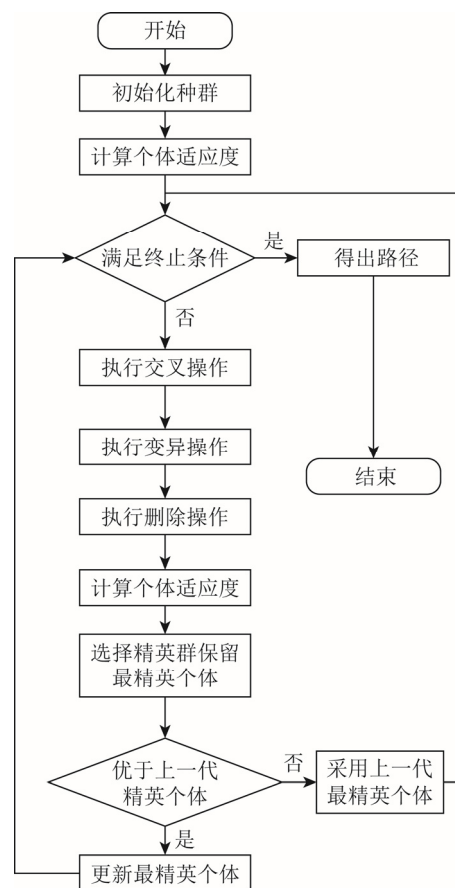 开始
初始化种群
计算个体适应度
满足终止条件
是
得出路径
否
执行交叉操作
执行变异操作
结束
执行删除操作
计算个体适应度
选择精英群保留
最精英个体
优于上一代
精英个体
否
采用上一代
最精英个体
是
更新最精英个体